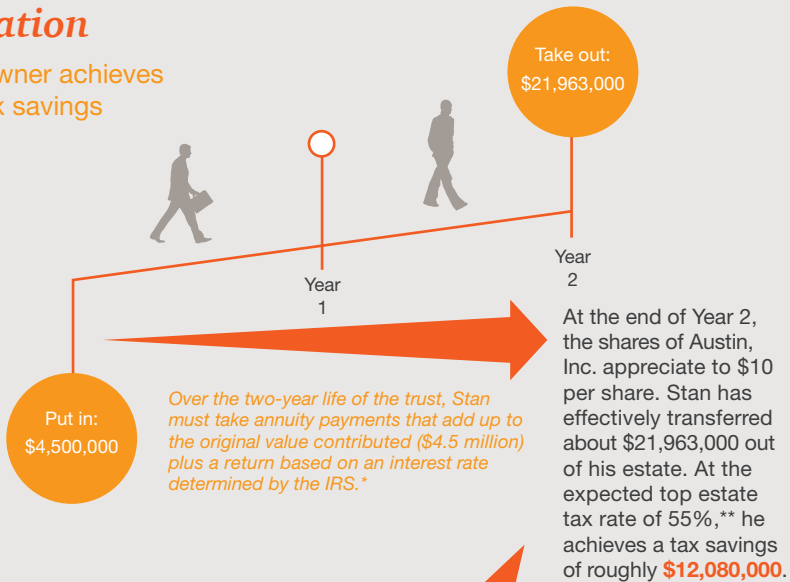 ation
wner achieves
x savings
Take out:
$21,963,000
Year
1
Year
2
Put in:
$4,500,000
Over the two-year life of the trust, Stan
must take annuity payments that add up to
the original value contributed ($4.5 million)
plus a return based on an interest rate
determined by the IRS.*
At the end of Year 2,
the shares of Austin,
Inc. appreciate to $10
per share. Stan has
effectively transferred
about $21,963,000 out
of his estate. At the
expected top estate
tax rate of 55%,** he
achieves a tax savings
of roughly $12,080,000.